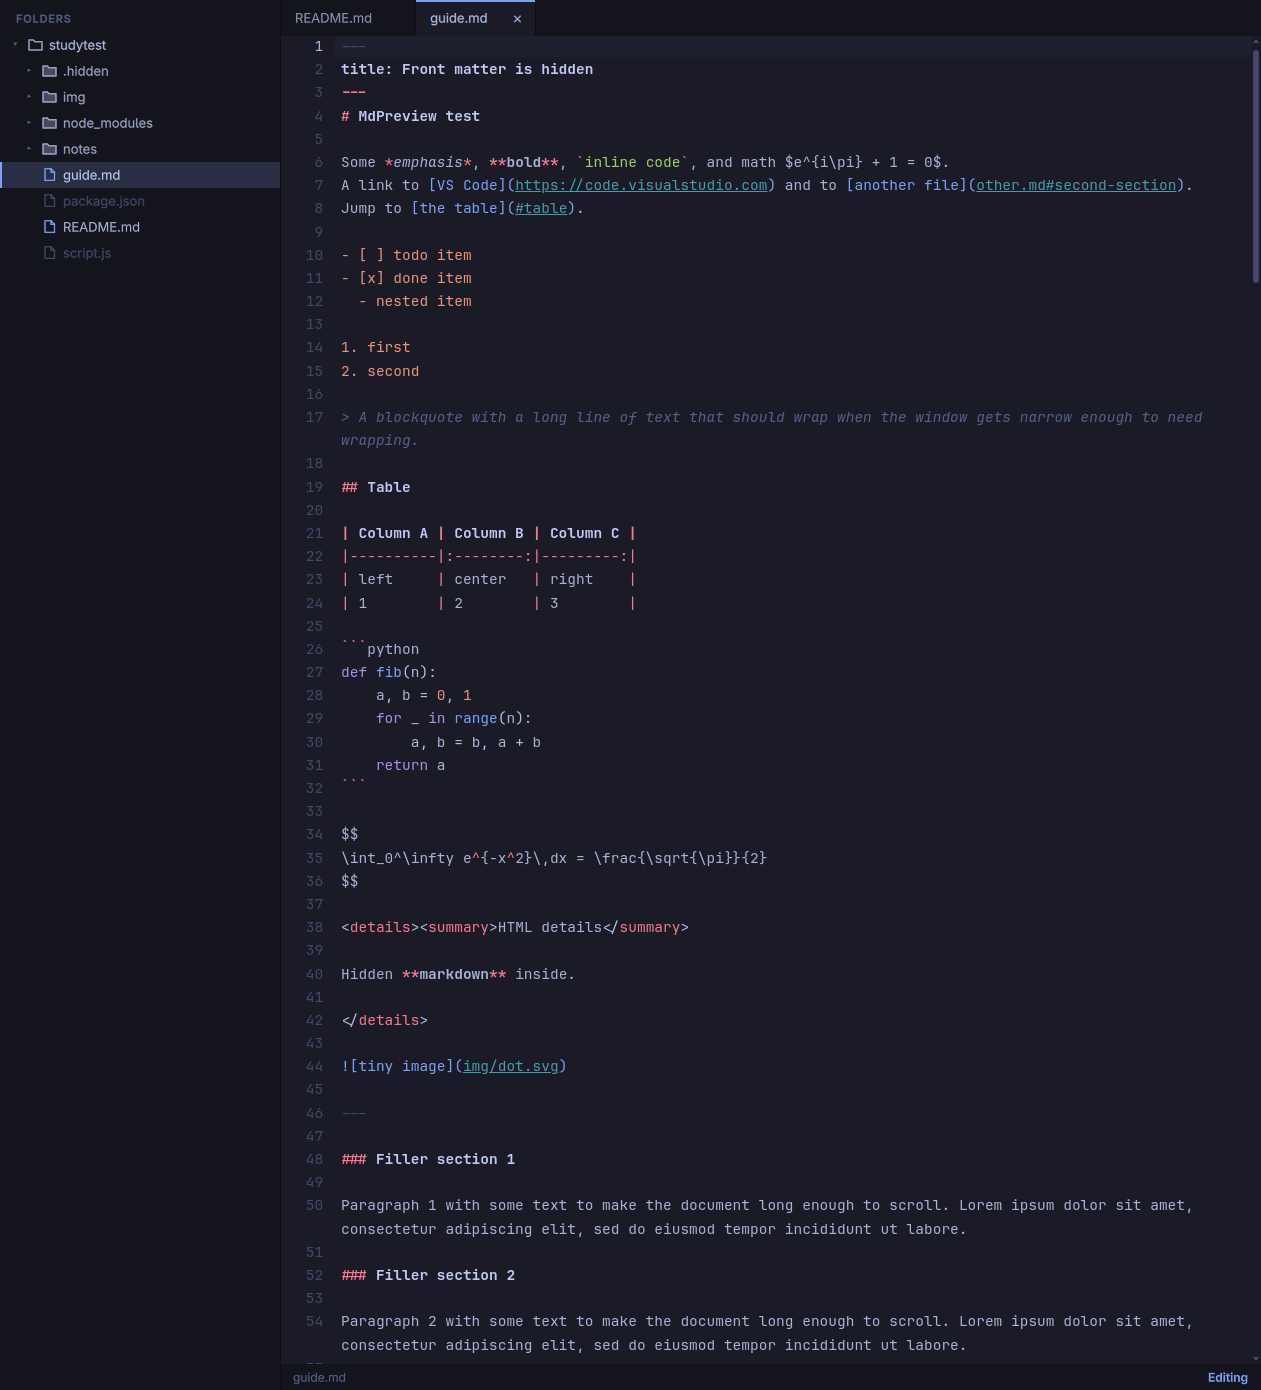 FOLDERS
studytest
.hidden
img
node_modules
notes
guide.md
package.json
README.md
script.js
README.md guide.md ×
1 ---
2 title: Front matter is hidden
3 ---
4 # MdPreview test
5
6 Some *emphasis*, **bold**, `inline code`, and math $e^{i\pi} + 1 = 0$.
7 A link to [VS Code](https://code.visualstudio.com) and to [another file](other.md#second-section).
8 Jump to [the table](#table).
9
10 - [ ] todo item
11 - [x] done item
12   - nested item
13
14 1. first
15 2. second
16
17 > A blockquote with a long line of text that should wrap when the window gets narrow enough to need
wrapping.
18
19 ## Table
20
21 | Column A | Column B | Column C |
22 |----------|:--------:|---------:|
23 | left     | center   | right    |
24 | 1        | 2        | 3        |
25
26 ```python
27 def fib(n):
28     a, b = 0, 1
29     for _ in range(n):
30         a, b = b, a + b
31     return a
32 ```
33
34 $$
35 \int_0^\infty e^{-x^2}\,dx = \frac{\sqrt{\pi}}{2}
36 $$
37
38 <details><summary>HTML details</summary>
39
40 Hidden **markdown** inside.
41
42 </details>
43
44 ![tiny image](img/dot.svg)
45
46 ---
47
48 ### Filler section 1
49
50 Paragraph 1 with some text to make the document long enough to scroll. Lorem ipsum dolor sit amet,
consectetur adipiscing elit, sed do eiusmod tempor incididunt ut labore.
51
52 ### Filler section 2
53
54 Paragraph 2 with some text to make the document long enough to scroll. Lorem ipsum dolor sit amet,
consectetur adipiscing elit, sed do eiusmod tempor incididunt ut labore.
guide.md Editing